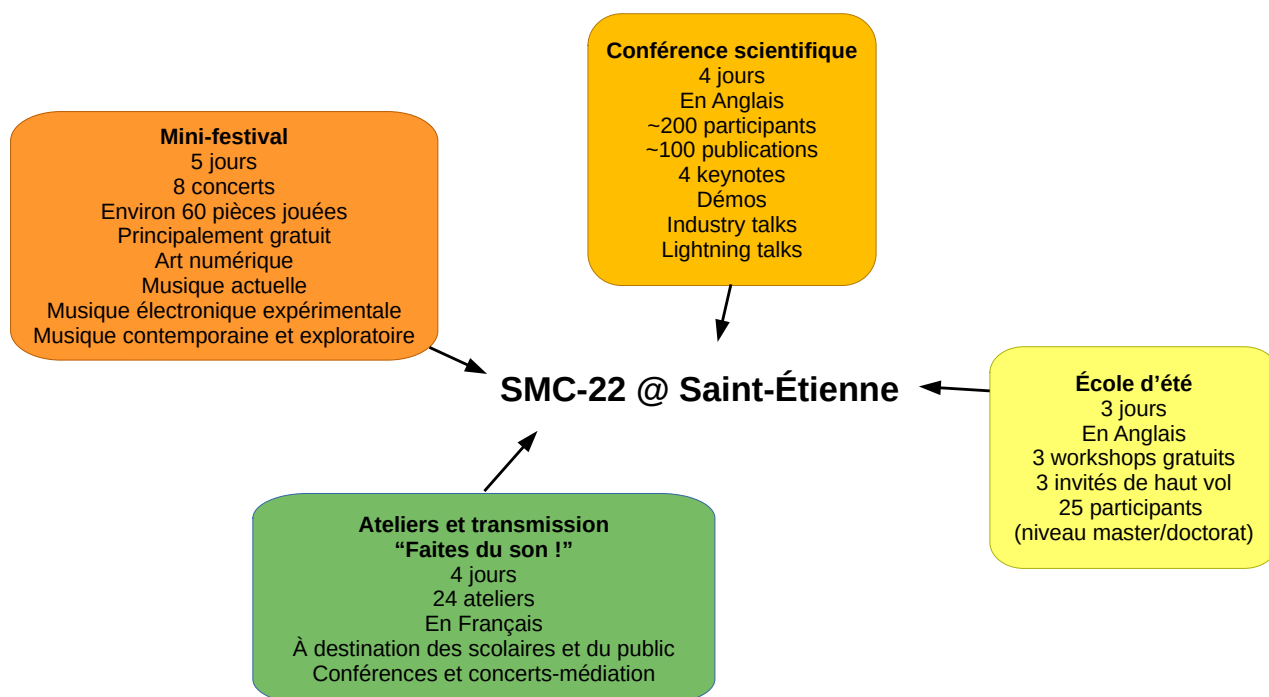 Conférence scientifique
4 jours
En Anglais
~200 participants
~100 publications
4 keynotes
Démos
Industry talks
Lightning talks
Mini-festival
5 jours
8 concerts
Environ 60 pièces jouées
Principalement gratuit
Art numérique
Musique actuelle
Musique électronique expérimentale
Musique contemporaine et exploratoire
SMC-22 @ Saint-Étienne
École d’été
3 jours
En Anglais
3 workshops gratuits
3 invités de haut vol
25 participants
(niveau master/doctorat)
Ateliers et transmission
“Faites du son !”
4 jours
24 ateliers
En Français
À destination des scolaires et du public
Conférences et concerts-médiation